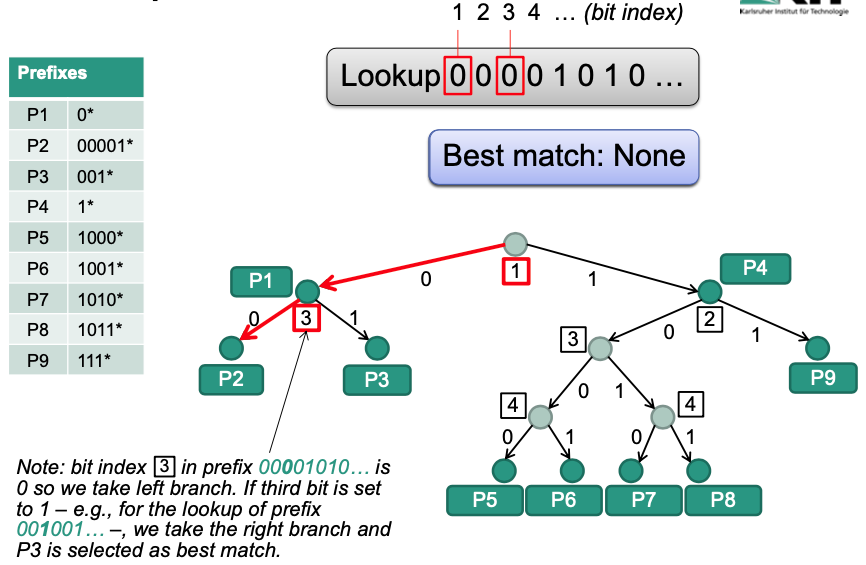 1 2 3 4 … (bit index)
Karlsruher Institut für Technologie
Lookup 0 0 0 0 1 0 1 0 …
Prefixes
P1 0*
P2 00001*
P3 001*
P4 1*
P5 1000*
P6 1001*
P7 1010*
P8 1011*
P9 111*
Best match: None
1
0
1
P1
P4
3
0
1
2
0
1
3
P2
P3
P9
0
1
4
4
0
1
0
1
P5
P6
P7
P8
Note: bit index 3 in prefix 00001010… is
0 so we take left branch. If third bit is set
to 1 – e.g., for the lookup of prefix
001001… –, we take the right branch and
P3 is selected as best match.